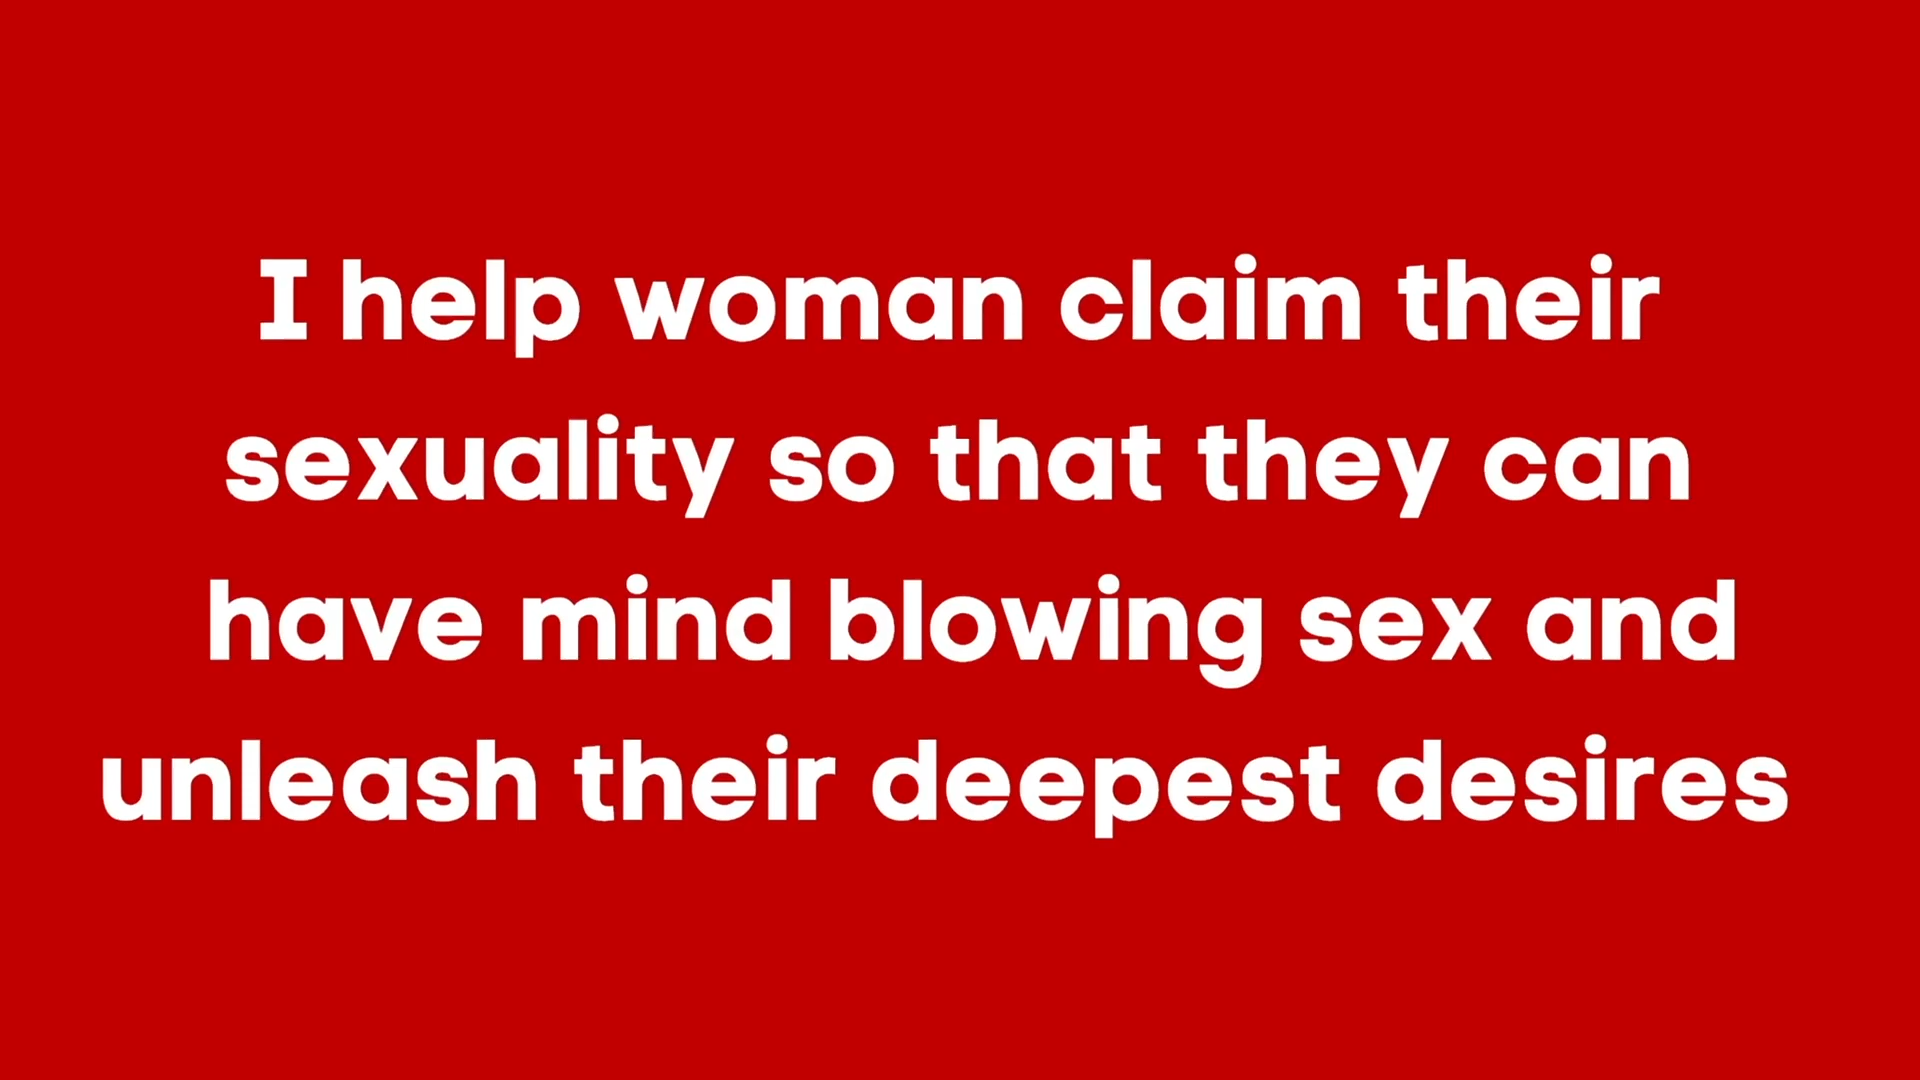 I help woman claim their
sexuality so that they can
have mind blowing sex and
unleash their deepest desires